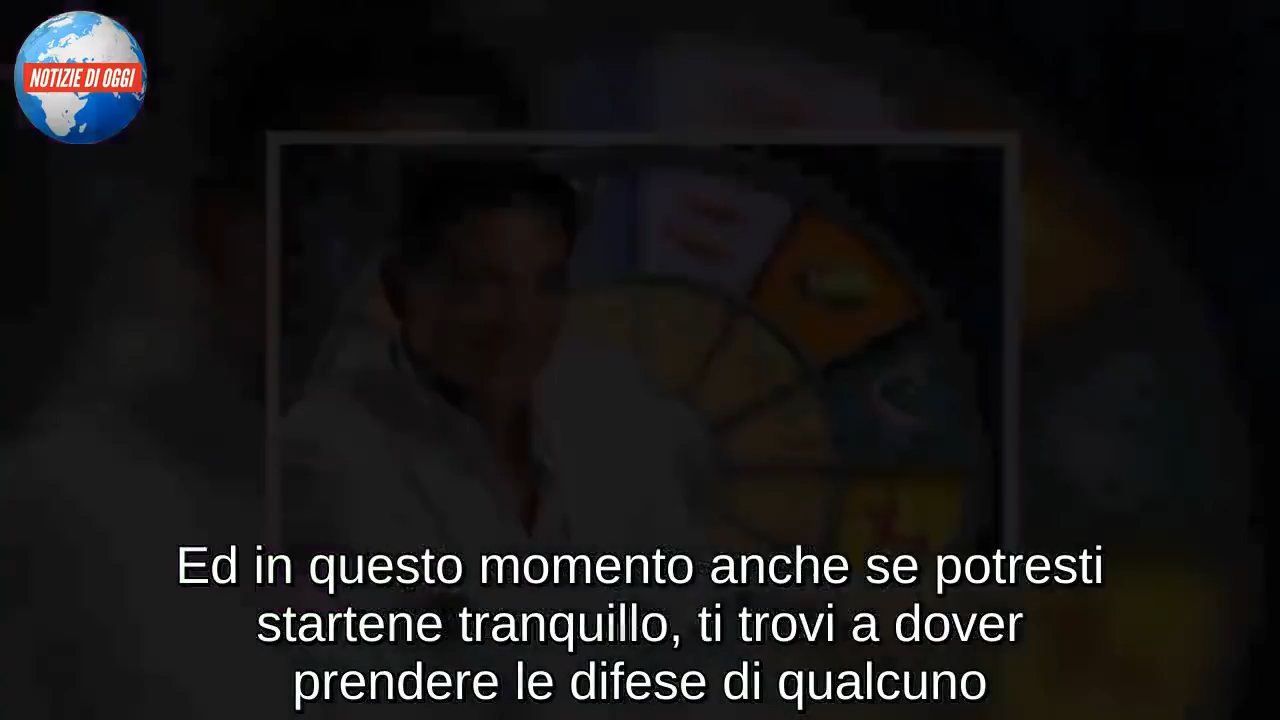 NOTIZIE DI OGGI
Ed in questo momento anche se potresti
startene tranquillo, ti trovi a dover
prendere le difese di qualcuno